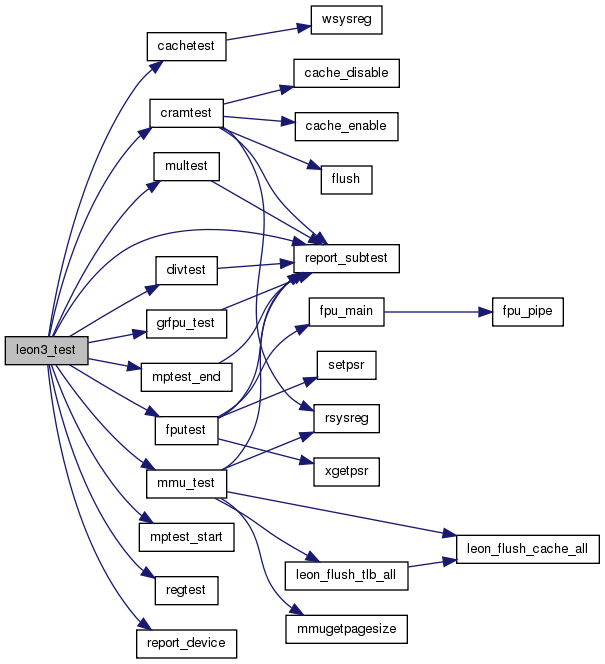 wsysreg
cachetest
cache_disable
cramtest
cache_enable
multest
flush
report_subtest
divtest
grfpu_test
fpu_main
fpu_pipe
leon3_test
setpsr
mptest_end
rsysreg
fputest
xgetpsr
mmu_test
mptest_start
leon_flush_cache_all
leon_flush_tlb_all
regtest
mmugetpagesize
report_device